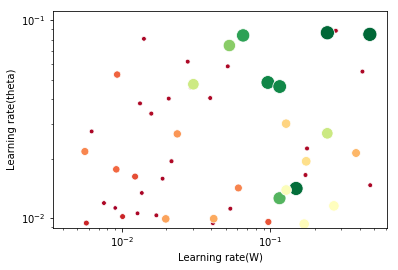 Learning rate(theta)
10⁻¹
10⁻²
10⁻² 10⁻¹
Learning rate(W)